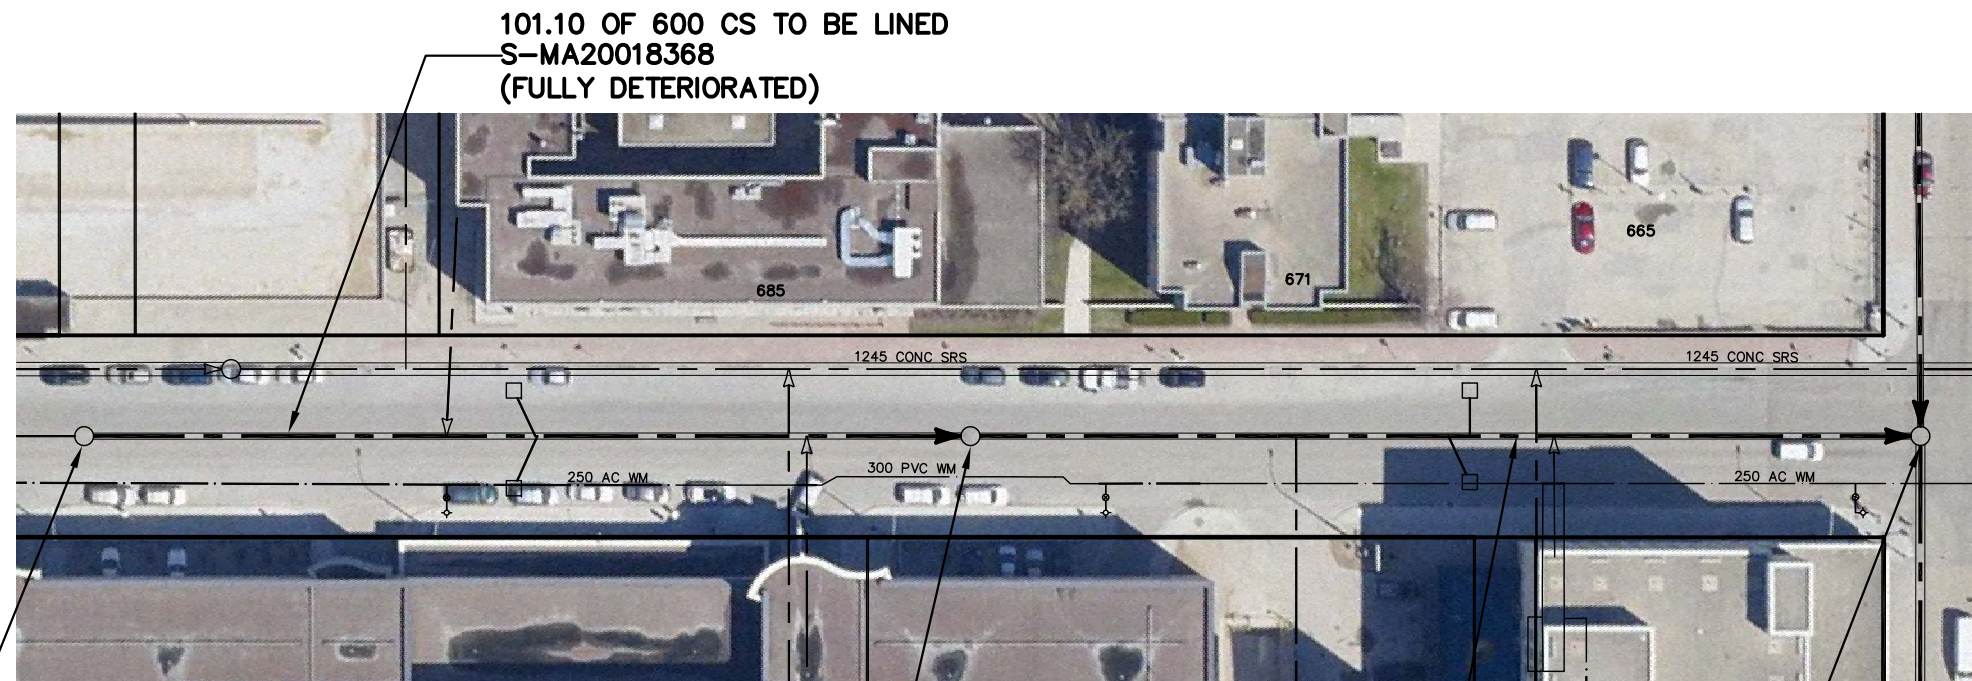 101.10 OF 600 CS TO BE LINED
S-MA20018368
(FULLY DETERIORATED)
665
671
685
1245 CONC SRS
1245 CONC SRS
300 PVC WM
250 AC WM
250 AC WM